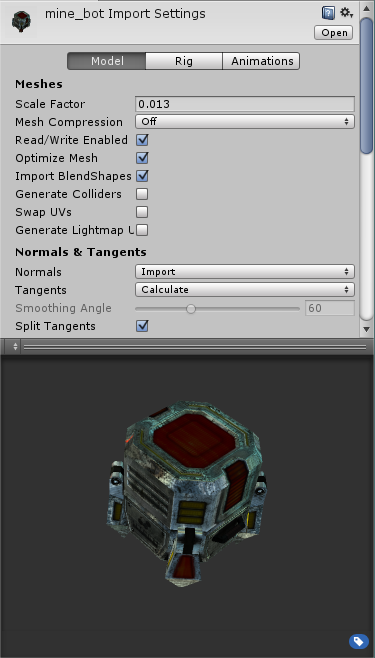 mine_bot Import Settings
Open
Model Rig Animations
Meshes
Scale Factor 0.013
Mesh Compression Off
Read/Write Enabled
Optimize Mesh
Import BlendShapes
Generate Colliders
Swap UVs
Generate Lightmap U
Normals & Tangents
Normals Import
Tangents Calculate
Smoothing Angle 60
Split Tangents